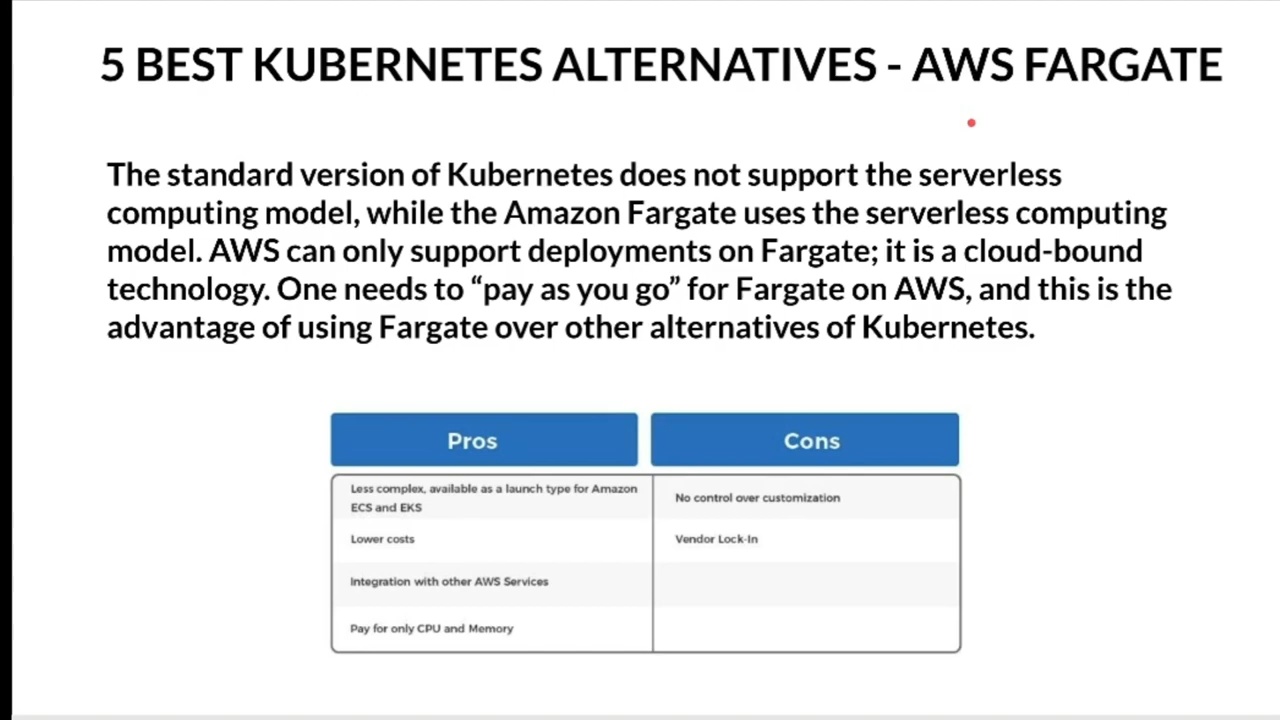 5 BEST KUBERNETES ALTERNATIVES - AWS FARGATE
The standard version of Kubernetes does not support the serverless
computing model, while the Amazon Fargate uses the serverless computing
model. AWS can only support deployments on Fargate; it is a cloud-bound
technology. One needs to “pay as you go” for Fargate on AWS, and this is the
advantage of using Fargate over other alternatives of Kubernetes.
Pros
Cons
Less complex, available as a launch type for Amazon
ECS and EKS
No control over customization
Lower costs
Vendor Lock-In
Integration with other AWS Services
Pay for only CPU and Memory